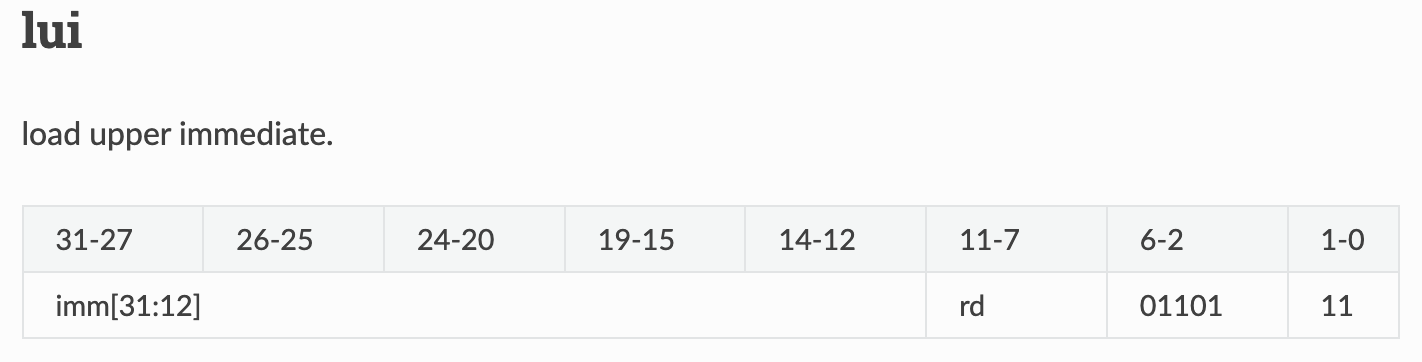 lui
load upper immediate.
31-27 26-25 24-20 19-15 14-12 11-7 6-2 1-0
imm[31:12] rd 01101 11